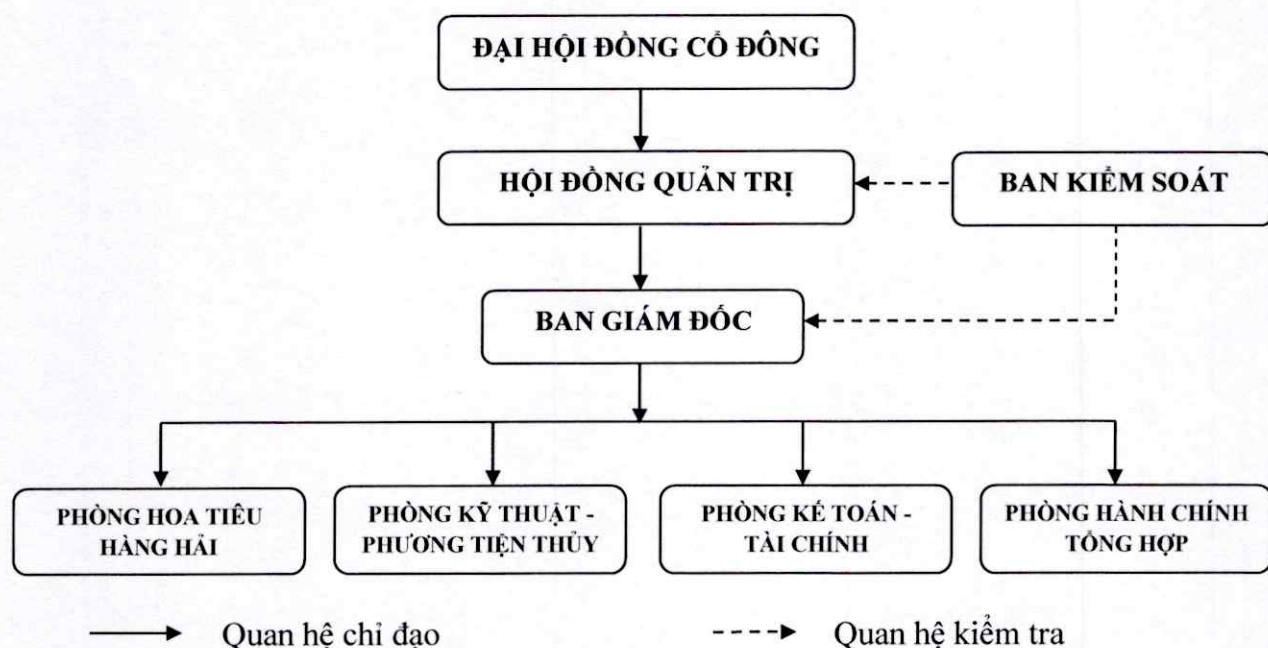 ĐẠI HỘI ĐỒNG CỔ ĐÔNG
HỘI ĐỒNG QUẢN TRỊ
BAN KIỂM SOÁT
BAN GIÁM ĐỐC
PHÒNG HOA TIÊU
HÀNG HẢI
PHÒNG KỸ THUẬT -
PHƯƠNG TIỆN THỦY
PHÒNG KẾ TOÁN -
TÀI CHÍNH
PHÒNG HÀNH CHÍNH
TỔNG HỢP
Quan hệ chỉ đạo
Quan hệ kiểm tra